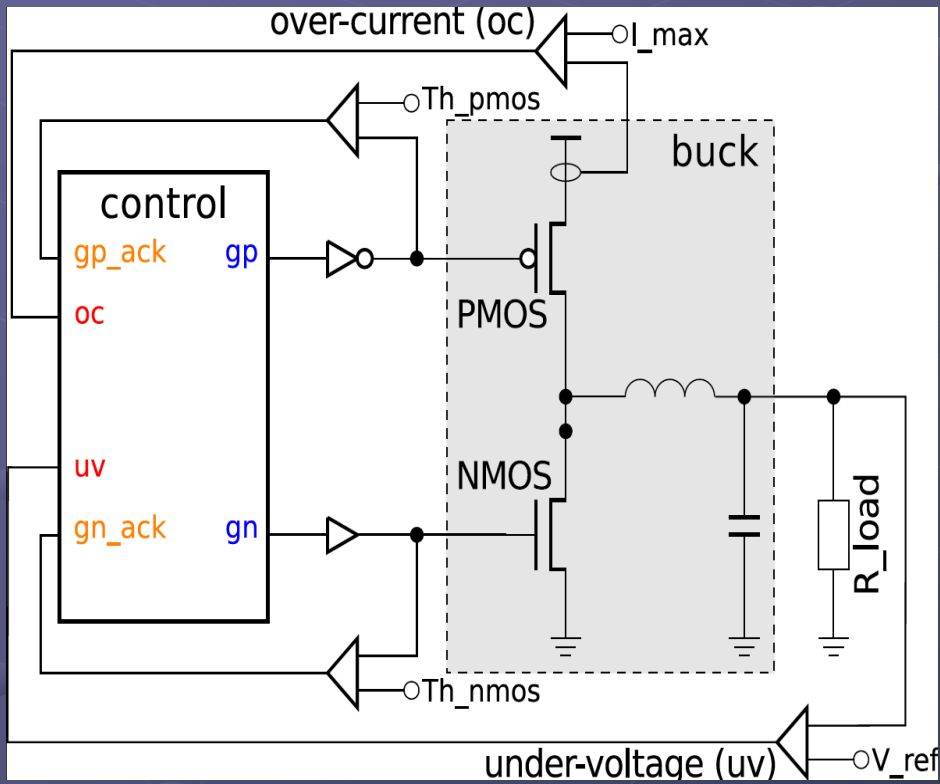 over-current (oc)
I_max
Th_pmos
buck
control
gp_ack
gp
oc
PMOS
uv
NMOS
gn_ack
gn
R_load
Th_nmos
under-voltage (uv)
V_ref